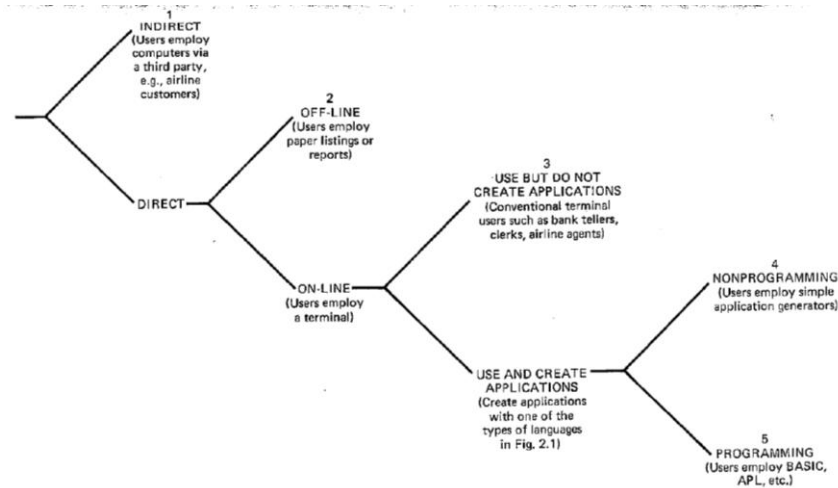 1
INDIRECT
(Users employ
computers via
a third party,
e.g., airline
customers)
2
OFF-LINE
(Users employ
paper listings or
reports)
DIRECT
3
USE BUT DO NOT
CREATE APPLICATIONS
(Conventional terminal
users such as bank tellers,
clerks, airline agents)
ON-LINE
(Users employ
a terminal)
4
NONPROGRAMMING
(Users employ simple
application generators)
USE AND CREATE
APPLICATIONS
(Create applications
with one of the
types of languages
in Fig. 2.1)
5
PROGRAMMING
(Users employ BASIC,
APL, etc.)